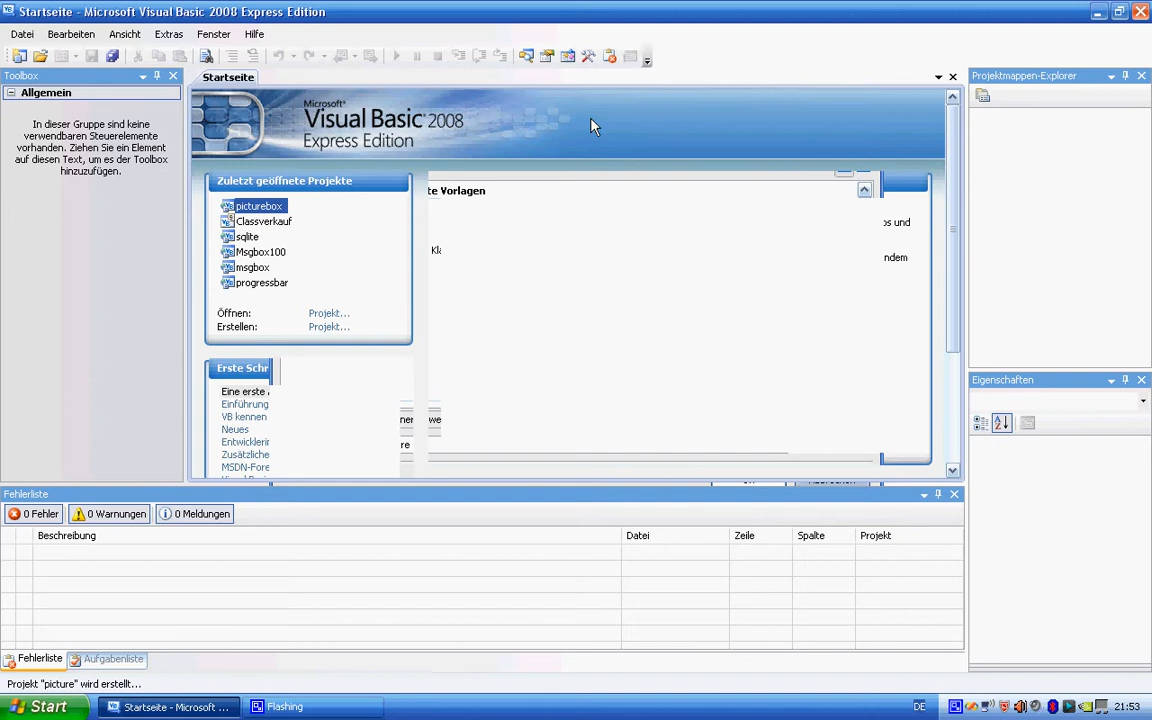 Startseite - Microsoft Visual Basic 2008 Express Edition
Datei Bearbeiten Ansicht Extras Fenster Hilfe
Toolbox
Allgemein
In dieser Gruppe sind keine
verwendbaren Steuerelemente
vorhanden. Ziehen Sie ein Element
auf diesen Text, um es der Toolbox
hinzuzufügen.
Startseite
Microsoft®
Visual Basic 2008
Express Edition
Zuletzt geöffnete Projekte
picturebox
Classverkauf
sqlite
Msgbox100
msgbox
progressbar
Öffnen: Projekt...
Erstellen: Projekt...
te Vorlagen
Kla
os und
ndem
Erste Schr
Eine erste
Einführung
VB kennen
Neues
Entwicklerin
Zusätzliche
MSDN-Fore
re
Projektmappen-Explorer
Eigenschaften
Fehlerliste
0 Fehler 0 Warnungen 0 Meldungen
Beschreibung Datei Zeile Spalte Projekt
Fehlerliste Aufgabenliste
Projekt "picture" wird erstellt...
Start Startseite - Microsoft ... Flashing DE 21:53